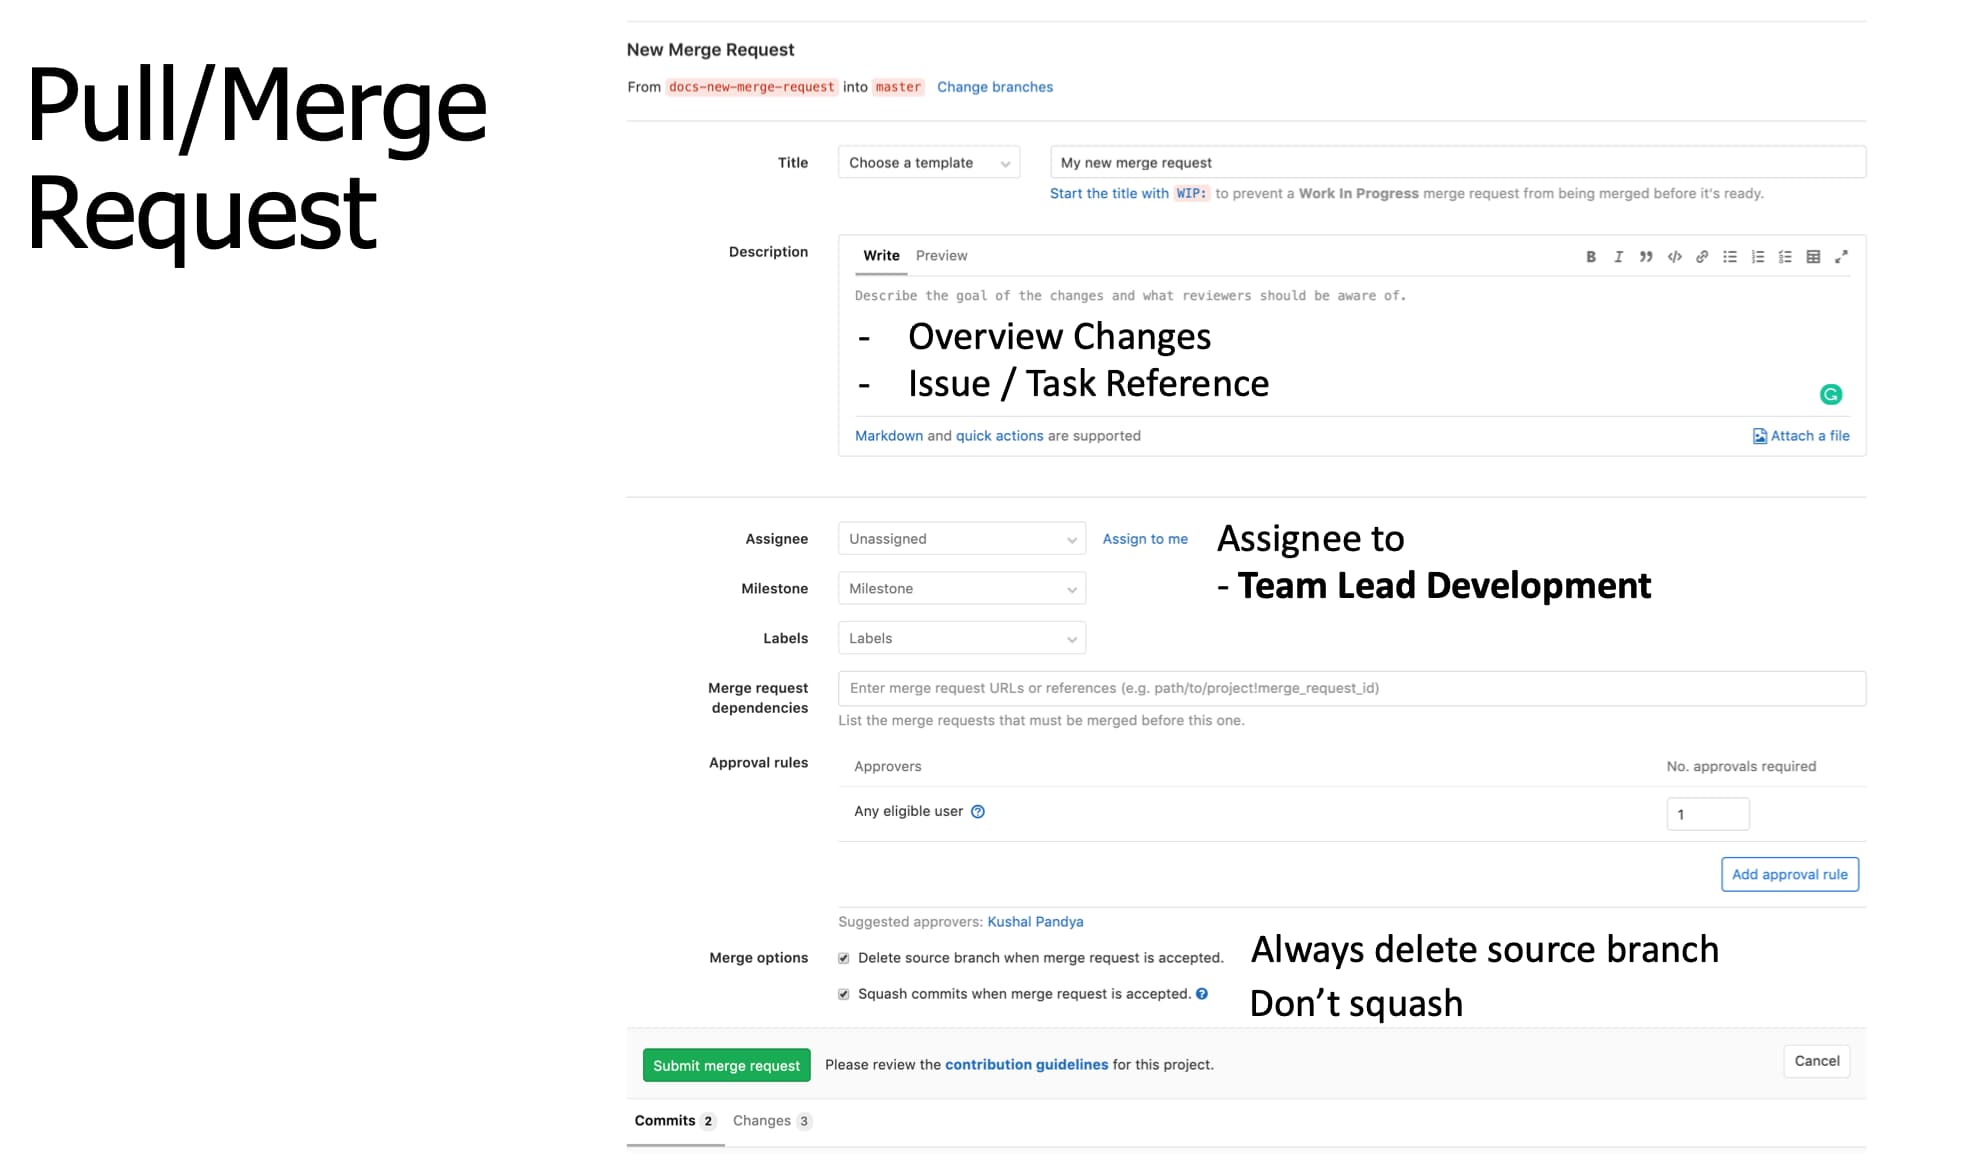 Pull/Merge
Request
New Merge Request
From docs-new-merge-request into master Change branches
Title Choose a template My new merge request
Start the title with WIP: to prevent a Work In Progress merge request from being merged before it's ready.
Description Write Preview
Describe the goal of the changes and what reviewers should be aware of.
- Overview Changes
- Issue / Task Reference
Markdown and quick actions are supported Attach a file
Assignee Unassigned Assign to me Assignee to
- Team Lead Development
Milestone Milestone
Labels Labels
Merge request
dependencies
Enter merge request URLs or references (e.g. path/to/project!merge_request_id)
List the merge requests that must be merged before this one.
Approval rules Approvers No. approvals required
Any eligible user 1
Add approval rule
Suggested approvers: Kushal Pandya
Merge options Delete source branch when merge request is accepted. Always delete source branch
Squash commits when merge request is accepted. Don’t squash
Submit merge request Please review the contribution guidelines for this project. Cancel
Commits 2 Changes 3